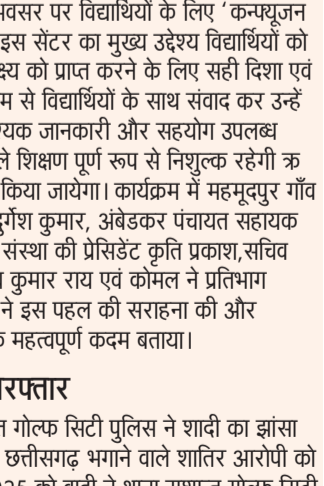 अवसर पर विद्यार्थियों के लिए 'कन्फ्यूजन
इस सेंटर का मुख्य उद्देश्य विद्यार्थियों को
को प्राप्त करने के लिए सही दिशा एवं
से विद्यार्थियों के साथ संवाद कर उन्हें
जानकारी और सहयोग उपलब्ध
शिक्षण पूर्ण रूप से निशुल्क रहेगी क्र
किया जायेगा। कार्यक्रम में महमूदपुर गाँव
दुर्गेश कुमार, अंबेडकर पंचायत सहायक
संस्था की प्रेसिडेंट कृति प्रकाश,सचिव
कुमार राय एवं कोमल ने प्रतिभाग
ने इस पहल की सराहना की और
महत्वपूर्ण कदम बताया।
रफ्तार
गोल्फ सिटी पुलिस ने शादी का झांसा
छत्तीसगढ़ भगाने वाले शातिर आरोपी को